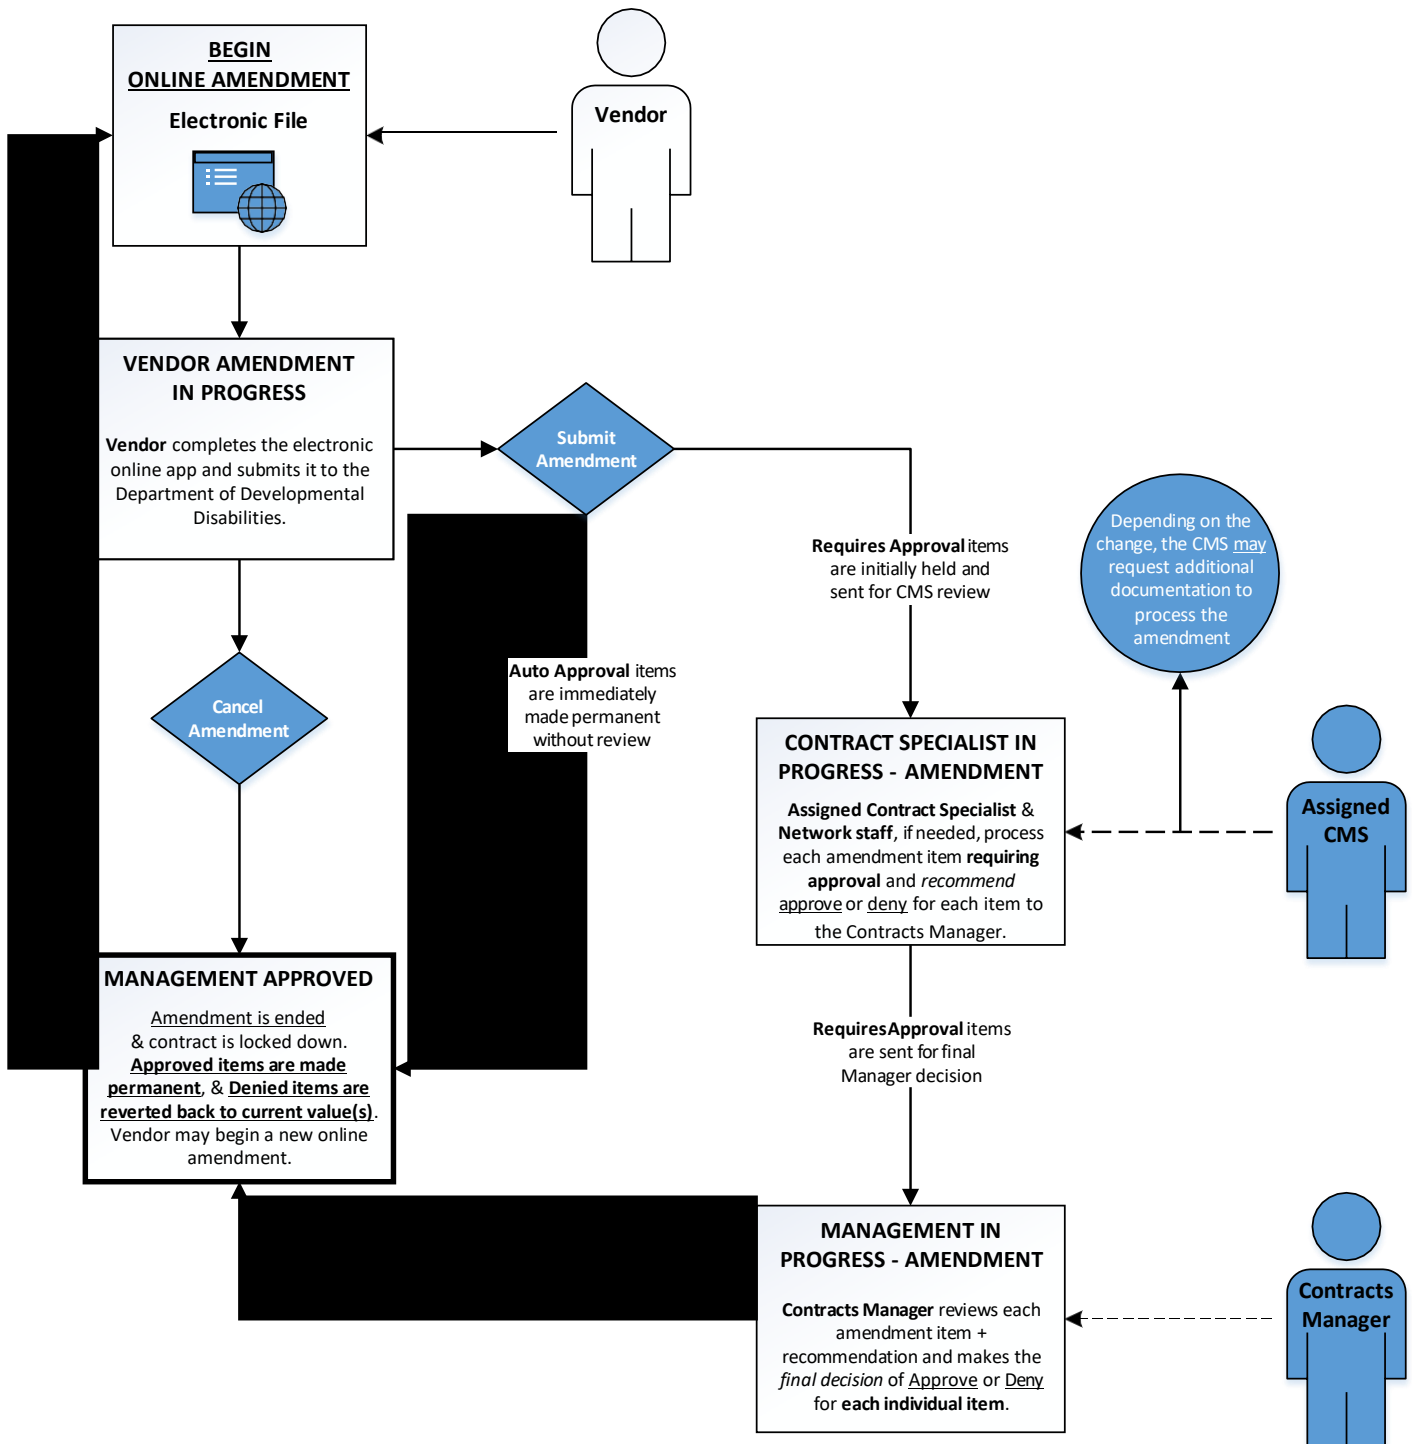 BEGIN
ONLINE AMENDMENT
Electronic File
Vendor
VENDOR AMENDMENT
IN PROGRESS
Vendor completes the electronic
online app and submits it to the
Department of Developmental
Disabilities.
Submit
Amendment
Requires Approval items
are initially held and
sent for CMS review
Depending on the
change, the CMS may
request additional
documentation to
process the
amendment
Auto Approval items
are immediately
made permanent
without review
Cancel
Amendment
CONTRACT SPECIALIST IN
PROGRESS - AMENDMENT
Assigned Contract Specialist &
Network staff, if needed, process
each amendment item requiring
approval and recommend
approve or deny for each item to
the Contracts Manager.
Assigned
CMS
MANAGEMENT APPROVED
Amendment is ended
& contract is locked down.
Approved items are made
permanent, & Denied items are
reverted back to current value(s).
Vendor may begin a new online
amendment.
Requires Approval items
are sent for final
Manager decision
MANAGEMENT IN
PROGRESS - AMENDMENT
Contracts Manager reviews each
amendment item +
recommendation and makes the
final decision of Approve or Deny
for each individual item.
Contracts
Manager